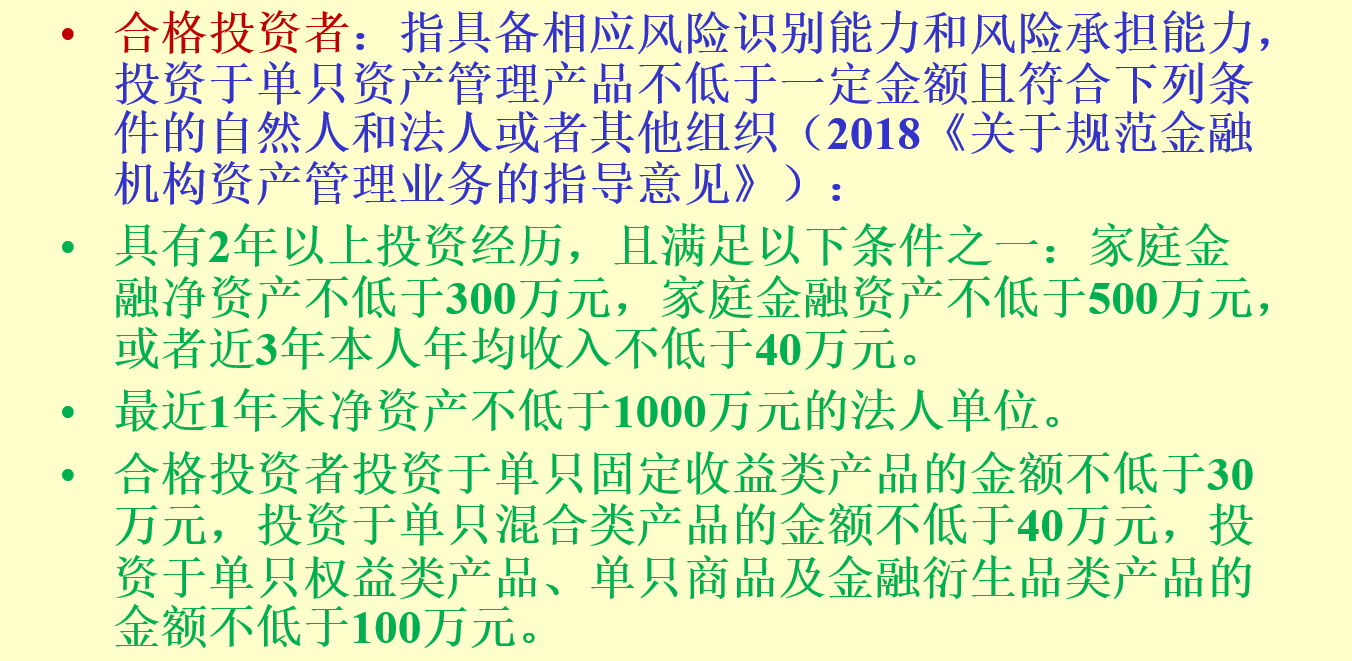 • 合格投资者：指具备相应风险识别能力和风险承担能力，
投资于单只资产管理产品不低于一定金额且符合下列条
件的自然人和法人或者其他组织（2018《关于规范金融
机构资产管理业务的指导意见》）：
• 具有2年以上投资经历，且满足以下条件之一：家庭金
融净资产不低于300万元，家庭金融资产不低于500万元，
或者近3年本人年均收入不低于40万元。
• 最近1年末净资产不低于1000万元的法人单位。
• 合格投资者投资于单只固定收益类产品的金额不低于30
万元，投资于单只混合类产品的金额不低于40万元，投
资于单只权益类产品、单只商品及金融衍生品类产品的
金额不低于100万元。